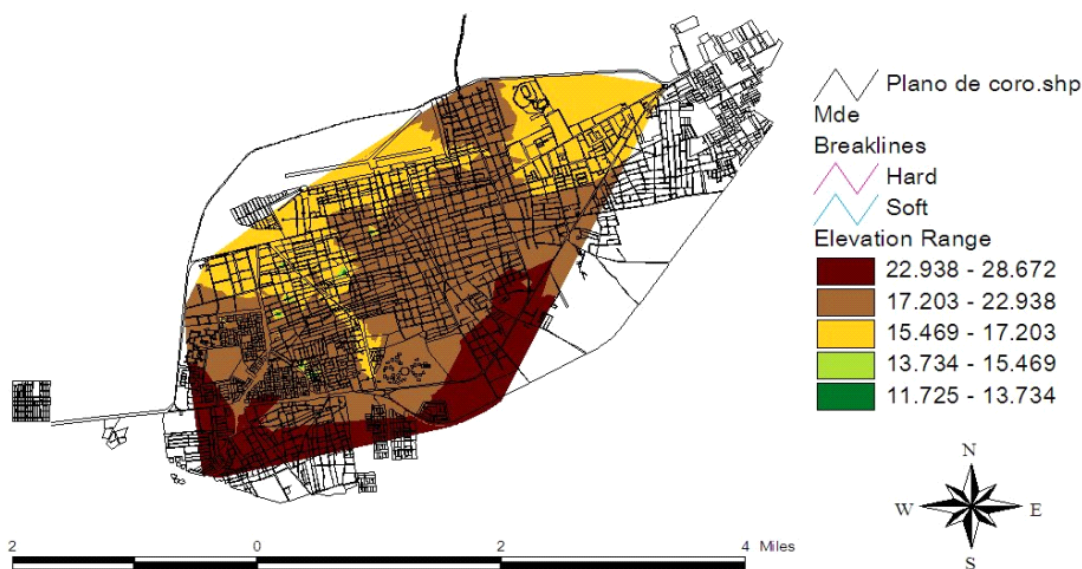 Plano de coro.shp
Mde
Breaklines
Hard
Soft
Elevation Range
22.938 - 28.672
17.203 - 22.938
15.469 - 17.203
13.734 - 15.469
11.725 - 13.734
N
W E
S
2 0 2 4 Miles